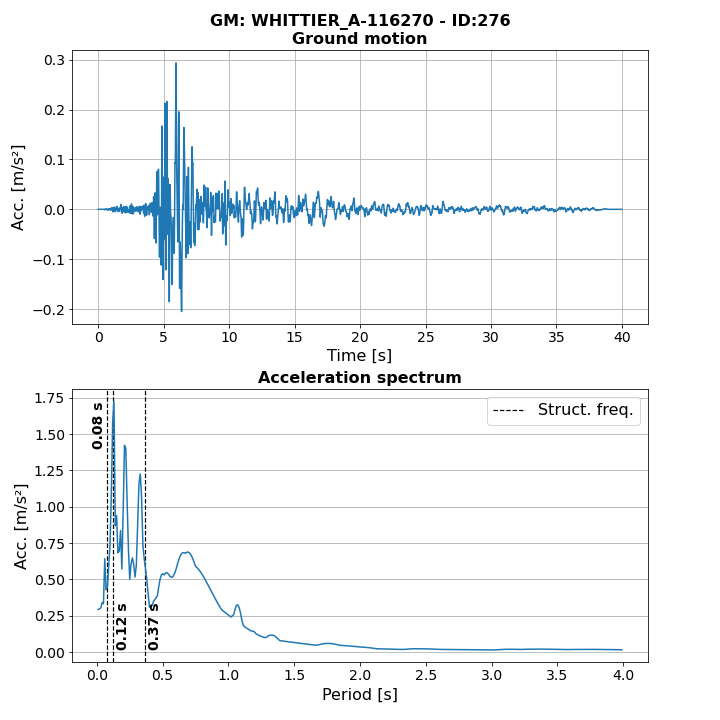 GM: WHITTIER_A-116270 - ID:276
Ground motion
0.3
0.2
0.1
0.0
−0.1
−0.2
Acc. [m/s²]
0 5 10 15 20 25 30 35 40
Time [s]
Acceleration spectrum
1.75
1.50
1.25
1.00
0.75
0.50
0.25
0.00
Acc. [m/s²]
Struct. freq.
0.08 s
0.12 s
0.37 s
0.0 0.5 1.0 1.5 2.0 2.5 3.0 3.5 4.0
Period [s]